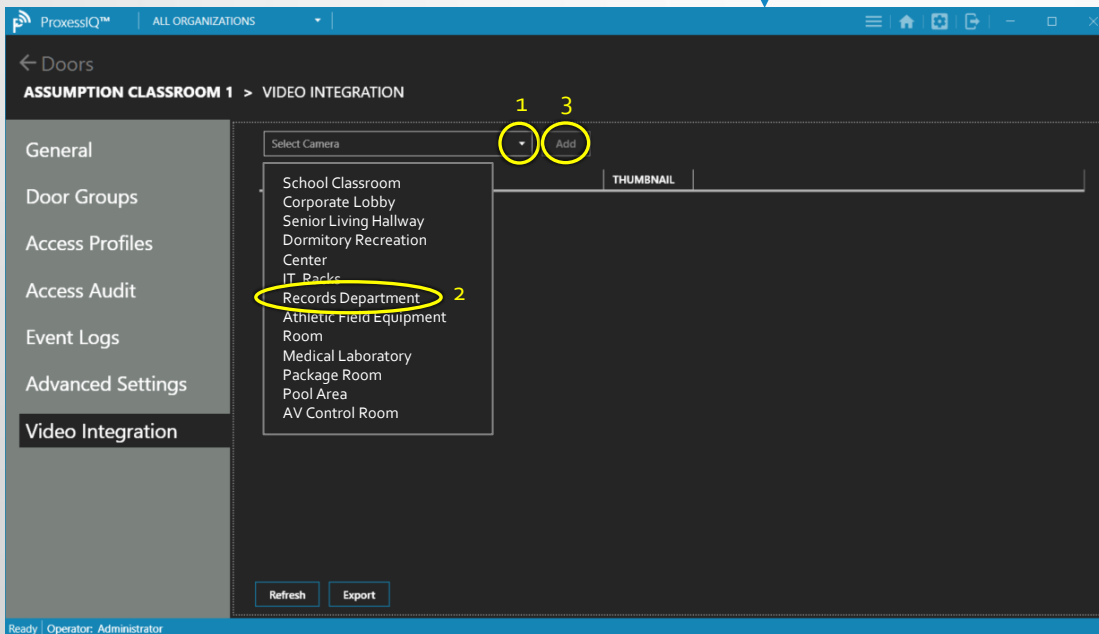 ProxessIQ™ ALL ORGANIZATIONS
Doors
ASSUMPTION CLASSROOM 1 > VIDEO INTEGRATION
1 3
General
Door Groups
Access Profiles
Access Audit
Event Logs
Advanced Settings
Video Integration
Select Camera
Add
THUMBNAIL
School Classroom
Corporate Lobby
Senior Living Hallway
Dormitory Recreation
Center
IT Racks
Records Department 2
Athletic Field Equipment
Room
Medical Laboratory
Package Room
Pool Area
AV Control Room
Refresh Export
Ready Operator: Administrator